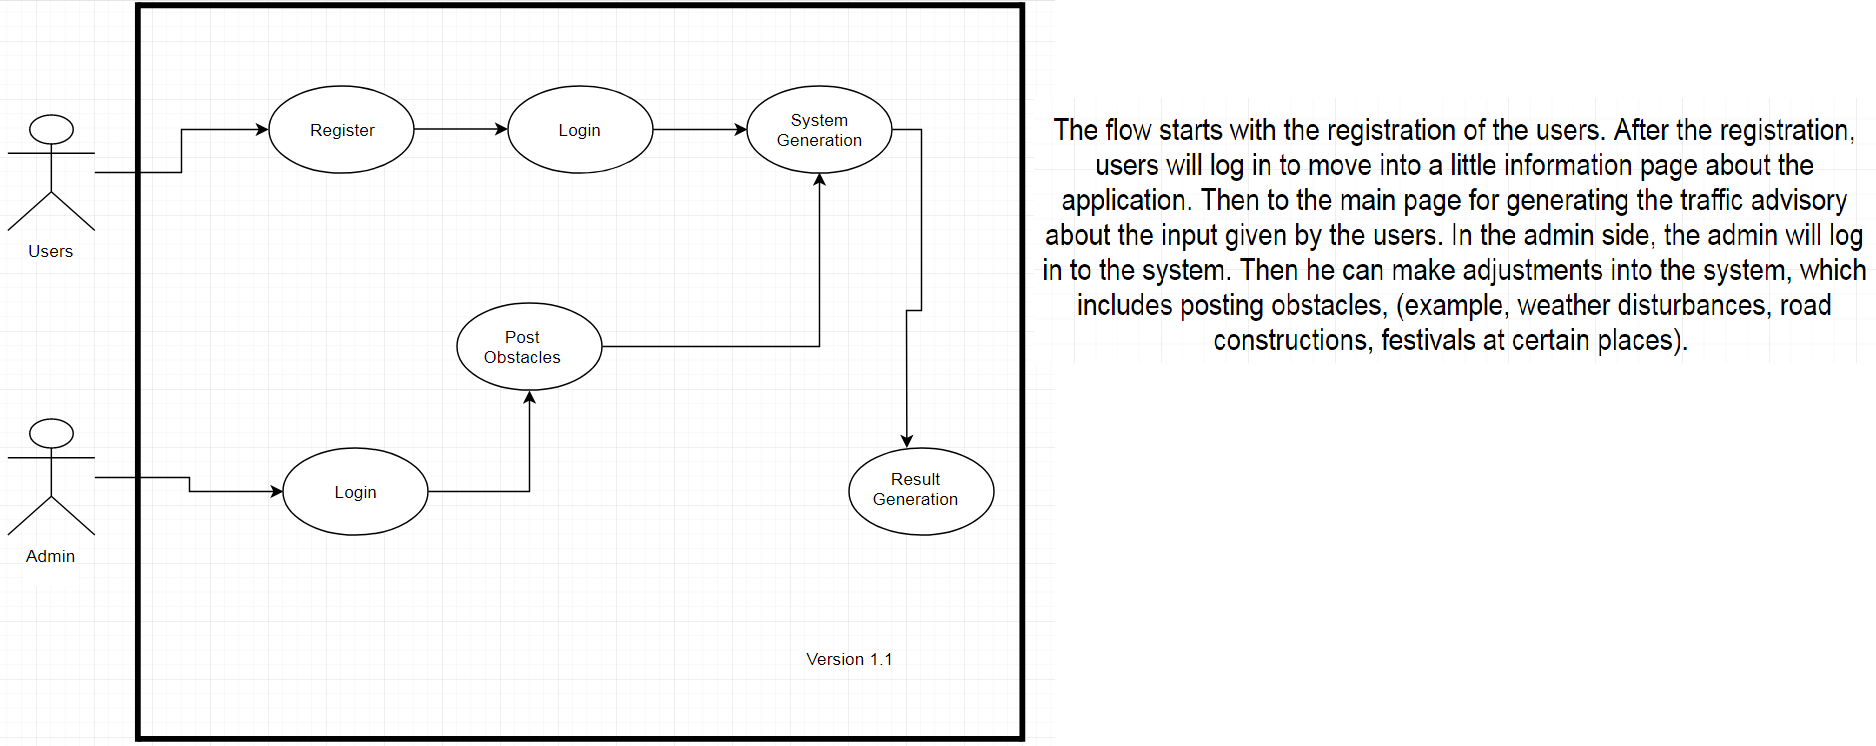 Register
Login
System
Generation
Users
Post
Obstacles
Login
Result
Generation
Admin
Version 1.1
The flow starts with the registration of the users. After the registration,
users will log in to move into a little information page about the
application. Then to the main page for generating the traffic advisory
about the input given by the users. In the admin side, the admin will log
in to the system. Then he can make adjustments into the system, which
includes posting obstacles, (example, weather disturbances, road
constructions, festivals at certain places).